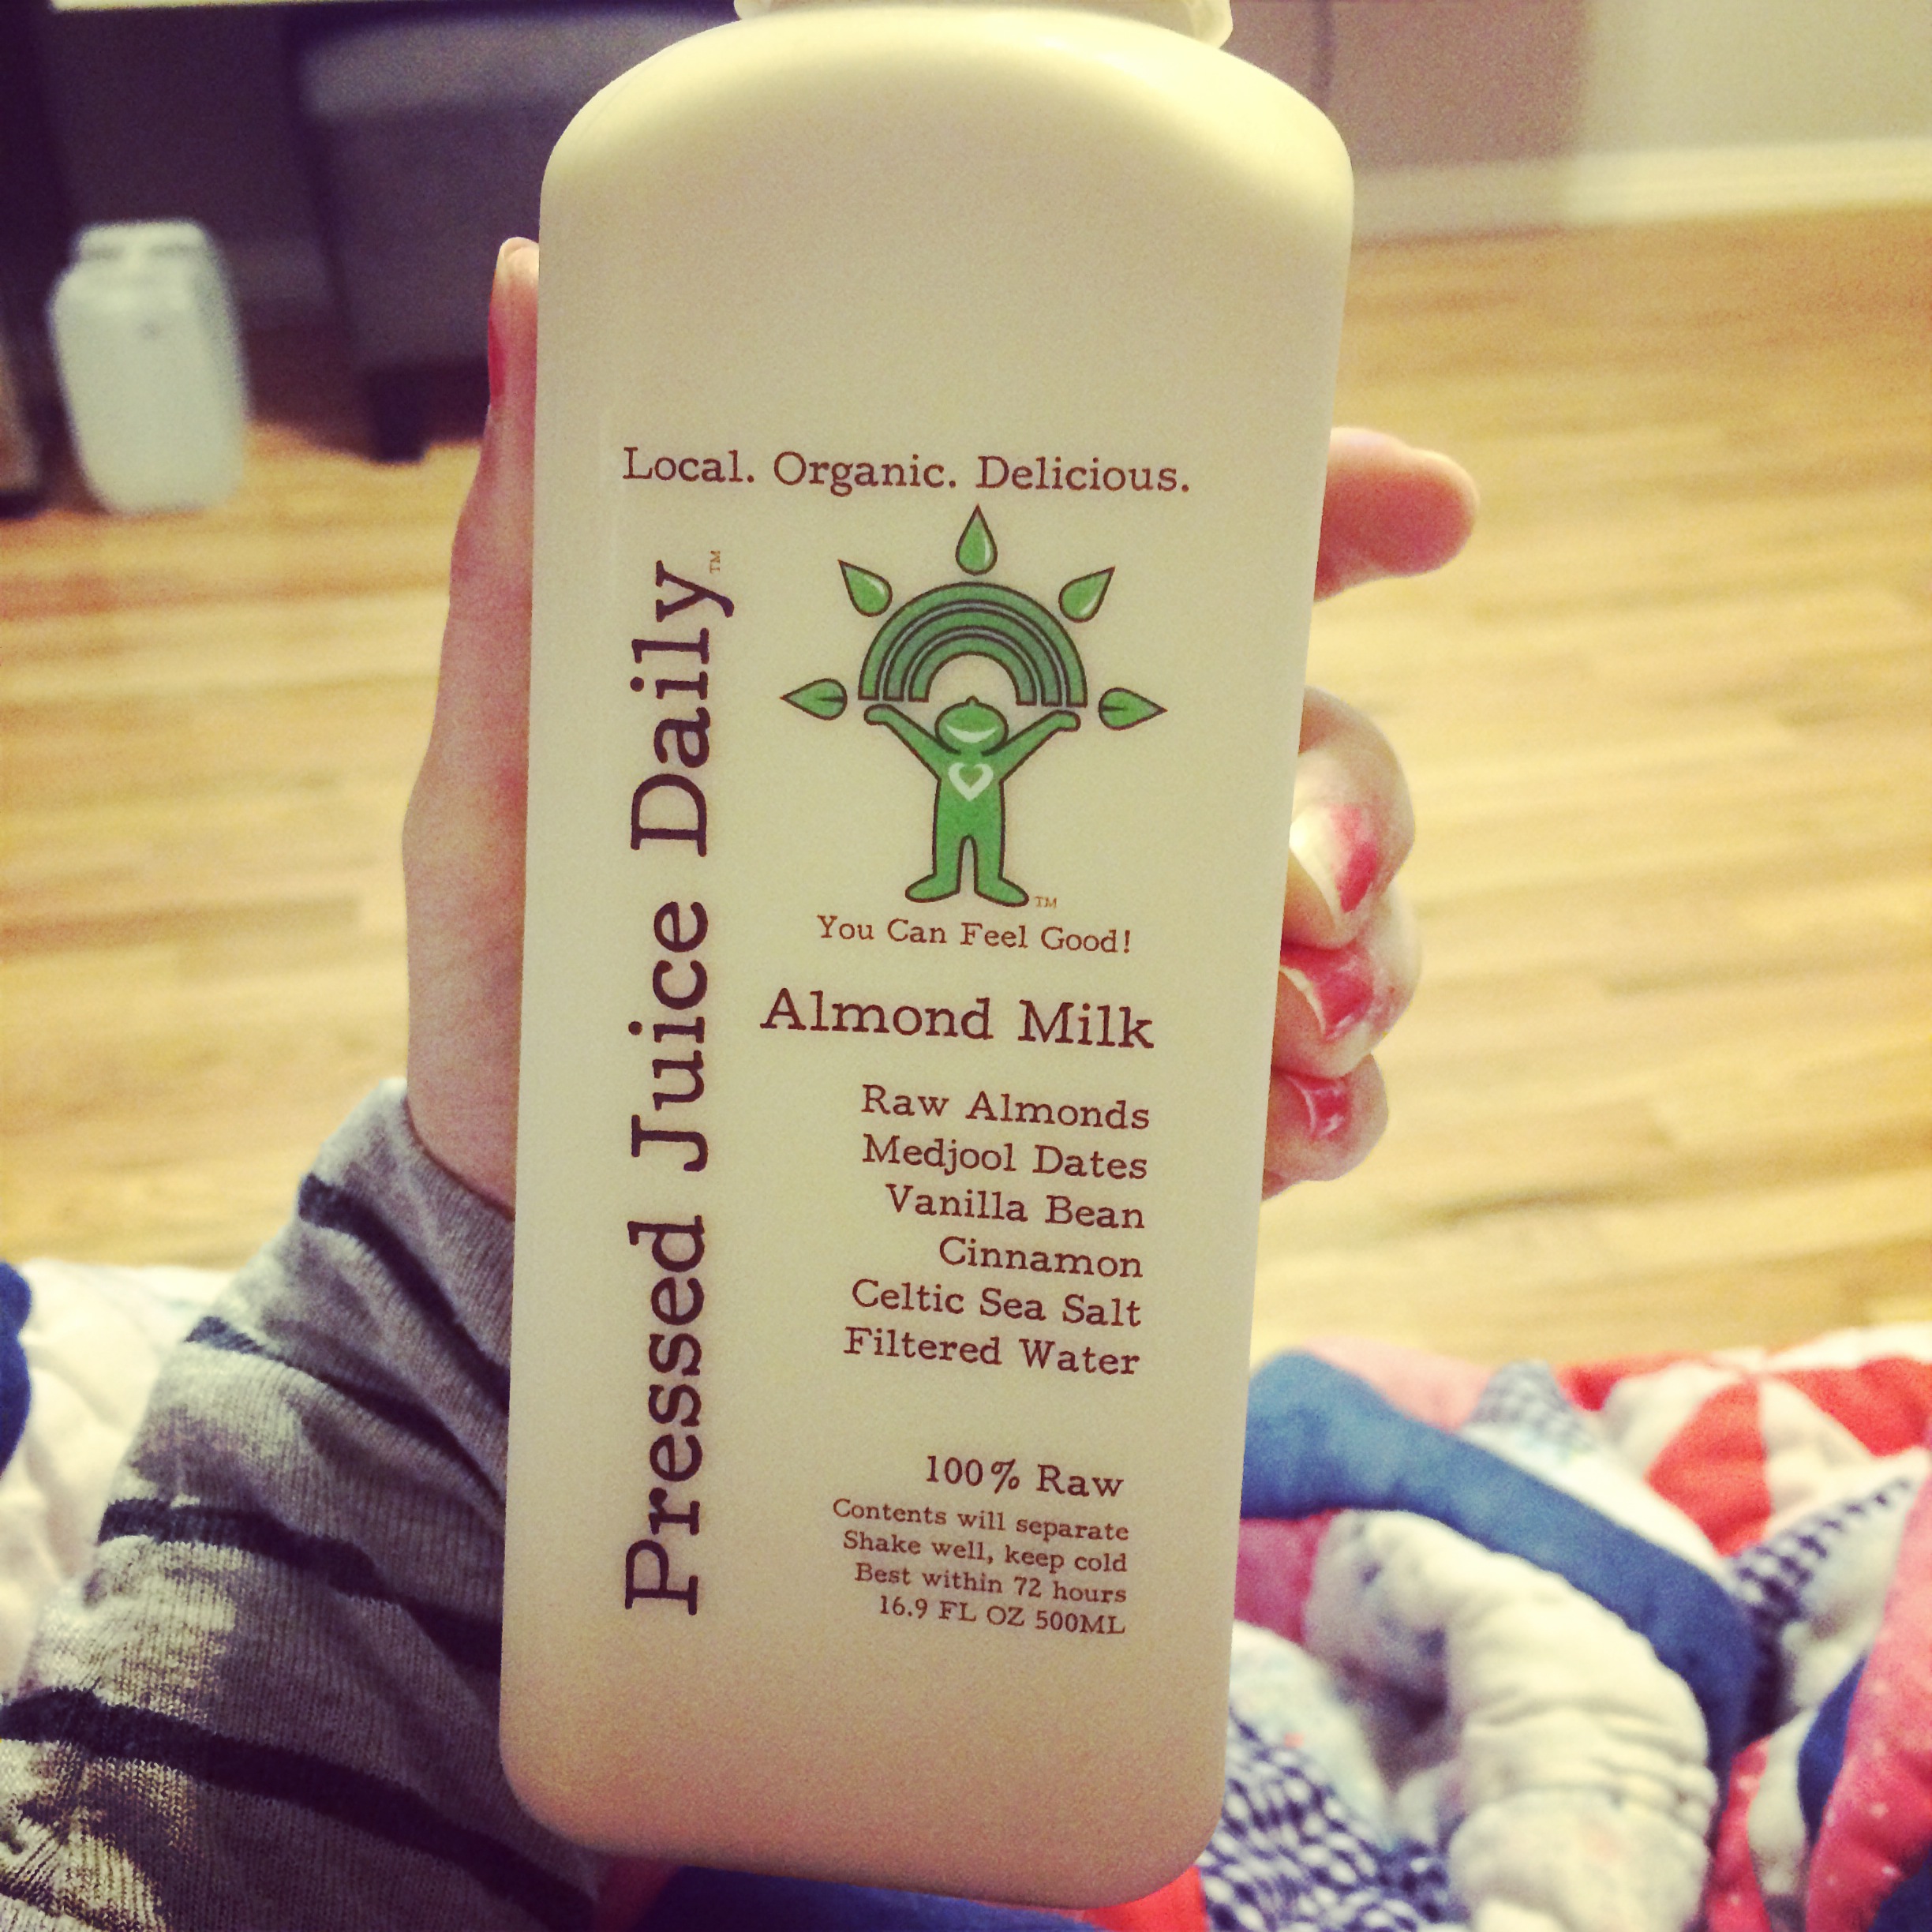 Local. Organic. Delicious.
Pressed Juice Daily™
TM
You Can Feel Good!
Almond Milk
Raw Almonds
Medjool Dates
Vanilla Bean
Cinnamon
Celtic Sea Salt
Filtered Water
100% Raw
Contents will separate
Shake well, keep cold
Best within 72 hours
16.9 FL OZ 500ML